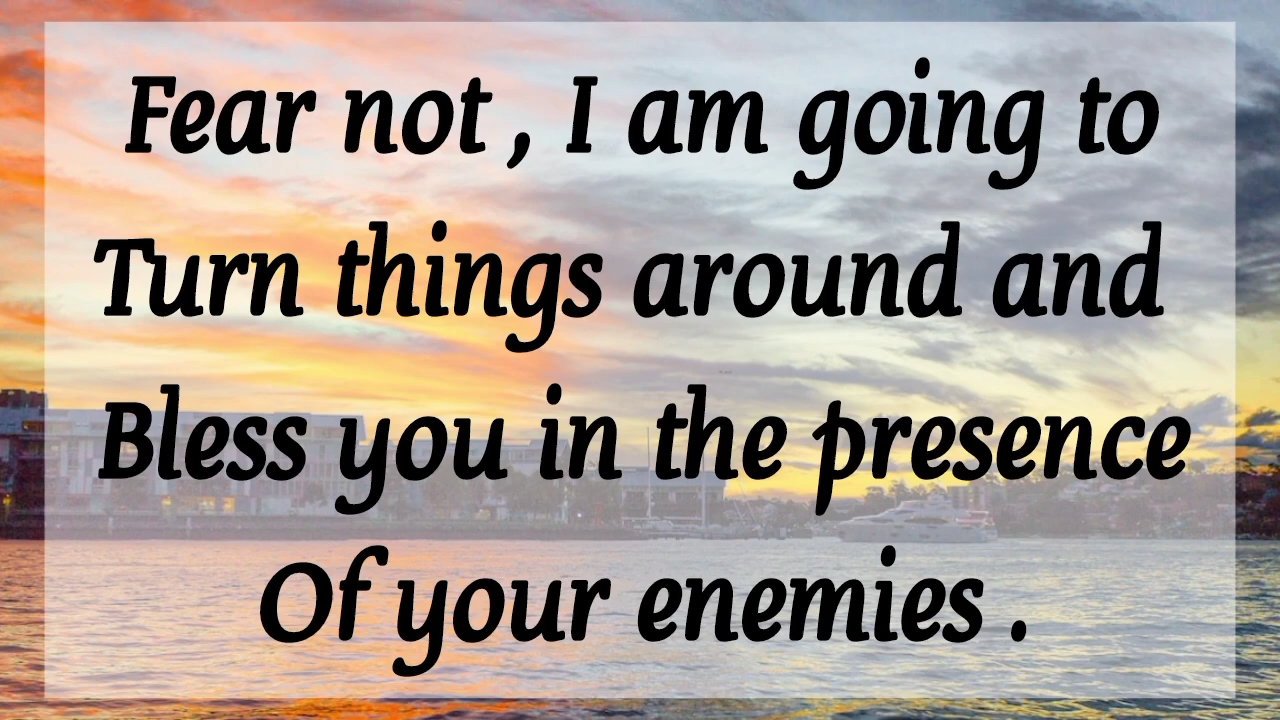 Fear not , I am going to
Turn things around and
Bless you in the presence
Of your enemies .